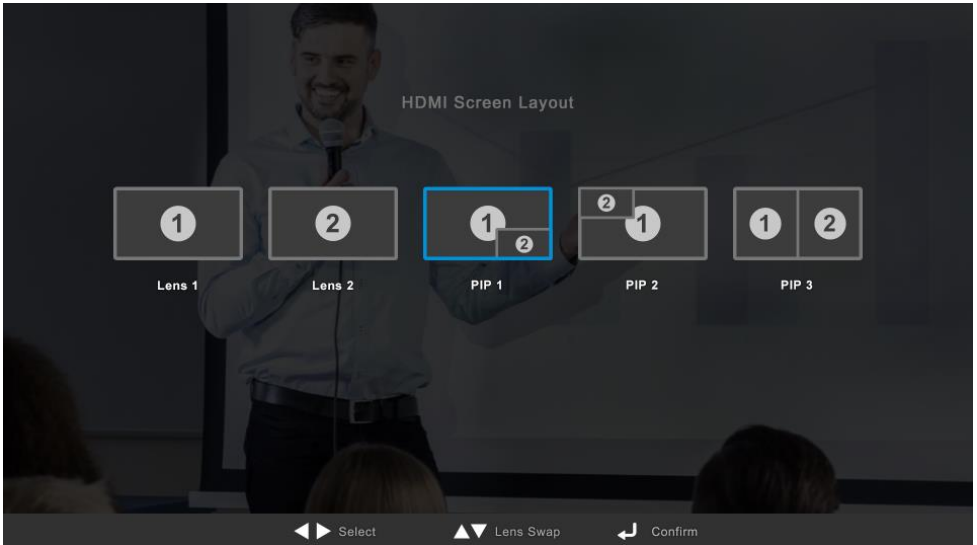 HDMI Screen Layout
1
2
1
2
2
1
1
2
Lens 1
Lens 2
PIP 1
PIP 2
PIP 3
Select
Lens Swap
Confirm